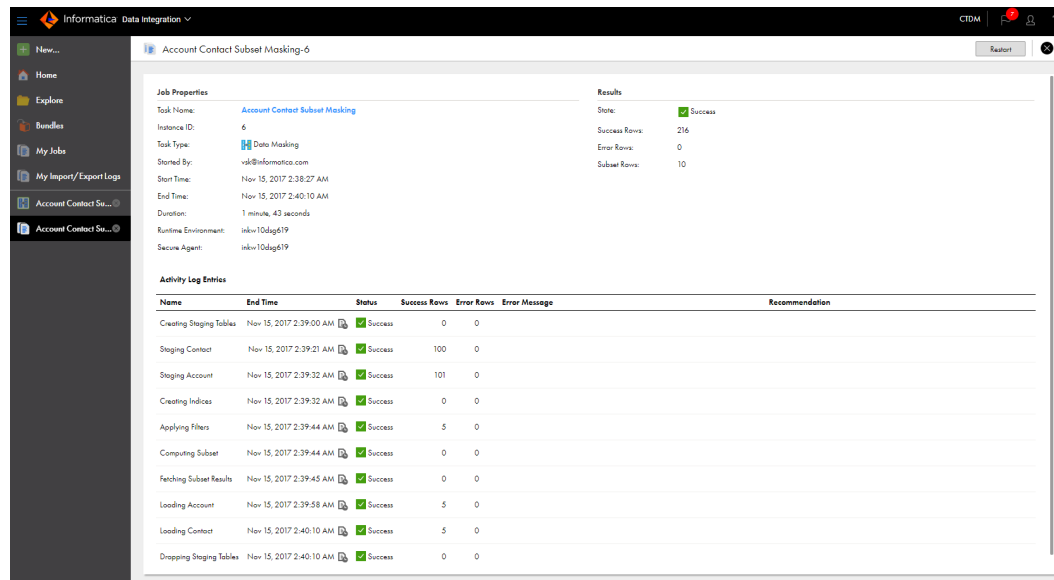 Informatica Data Integration
CTDM
7
New...
Home
Explore
Bundles
My Jobs
My Import/Export Logs
Account Contact Su...
Account Contact Su...
Account Contact Subset Masking-6
Restart
Job Properties
Task Name: Account Contact Subset Masking
Instance ID: 6
Task Type: Data Masking
Started By: vsk@informatica.com
Start Time: Nov 15, 2017 2:38:27 AM
End Time: Nov 15, 2017 2:40:10 AM
Duration: 1 minute, 43 seconds
Runtime Environment: inkw10dsg619
Secure Agent: inkw10dsg619
Results
State: Success
Success Rows: 216
Error Rows: 0
Subset Rows: 10
Activity Log Entries
Name End Time Status Success Rows Error Rows Error Message Recommendation
Creating Staging Tables Nov 15, 2017 2:39:00 AM Success 0 0
Staging Contact Nov 15, 2017 2:39:21 AM Success 100 0
Staging Account Nov 15, 2017 2:39:32 AM Success 101 0
Creating Indices Nov 15, 2017 2:39:32 AM Success 0 0
Applying Filters Nov 15, 2017 2:39:44 AM Success 5 0
Computing Subset Nov 15, 2017 2:39:44 AM Success 0 0
Fetching Subset Results Nov 15, 2017 2:39:45 AM Success 0 0
Loading Account Nov 15, 2017 2:39:58 AM Success 5 0
Loading Contact Nov 15, 2017 2:40:10 AM Success 5 0
Dropping Staging Tables Nov 15, 2017 2:40:10 AM Success 0 0